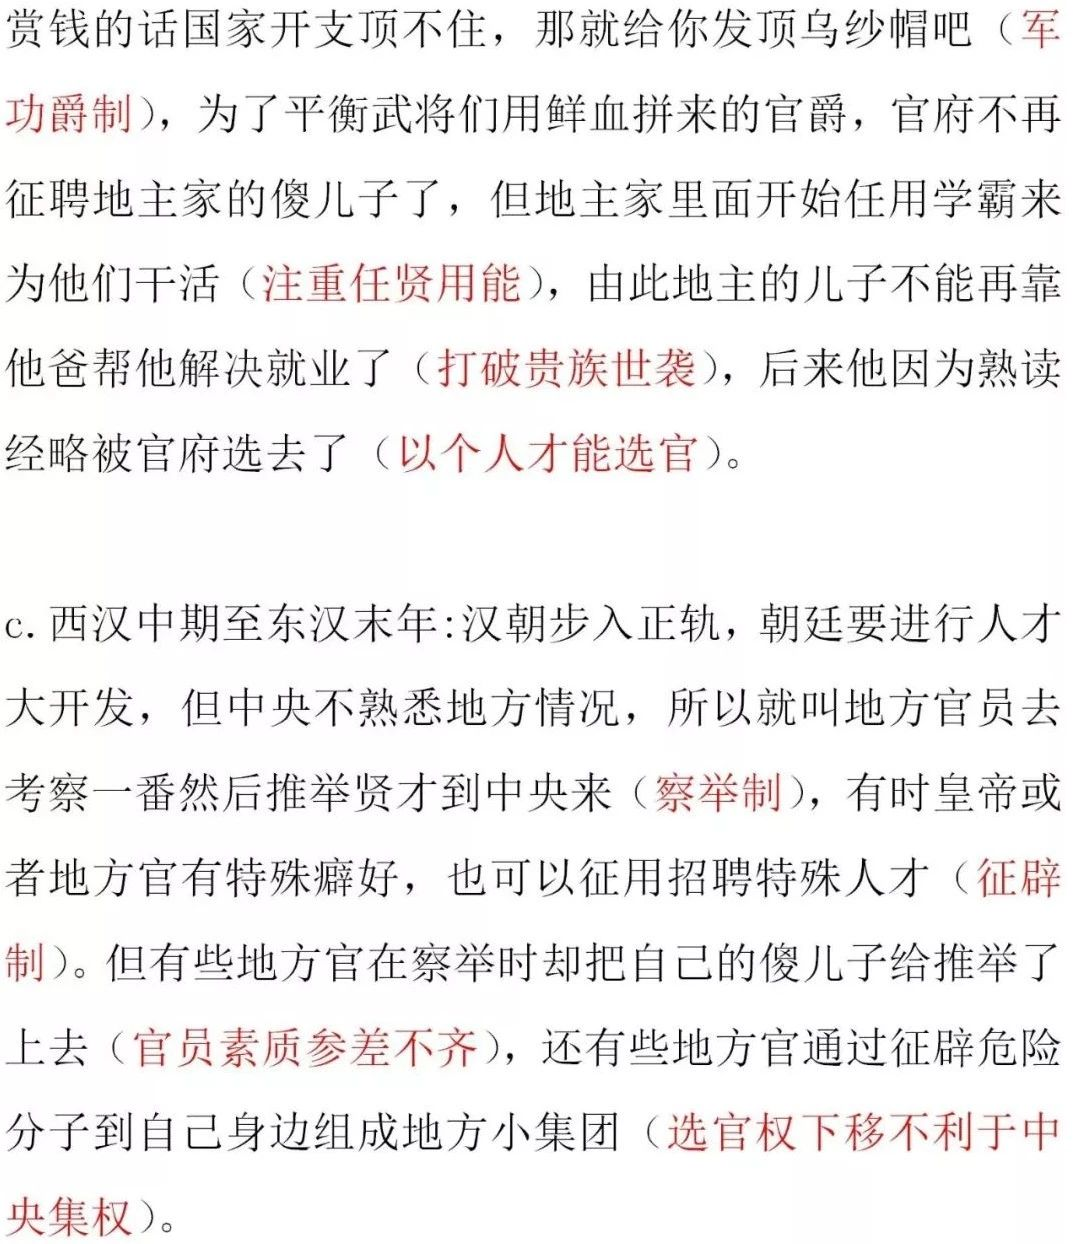 赏钱的话国家开支顶不住，那就给你发顶乌纱帽吧（军
功爵制），为了平衡武将们用鲜血拼来的官爵，官府不再
征聘地主家的傻儿子了，但地主家里面开始任用学霸来
为他们干活（注重任贤用能），由此地主的儿子不能再靠
他爸帮他解决就业了（打破贵族世袭），后来他因为熟读
经略被官府选去了（以个人才能选官）。
c.西汉中期至东汉末年:汉朝步入正轨，朝廷要进行人才
大开发，但中央不熟悉地方情况，所以就叫地方官员去
考察一番然后推举贤才到中央来（察举制），有时皇帝或
者地方官有特殊癖好，也可以征用招聘特殊人才（征辟
制）。但有些地方官在察举时却把自己的傻儿子给推举了
上去（官员素质参差不齐），还有些地方官通过征辟危险
分子到自己身边组成地方小集团（选官权下移不利于中
央集权）。